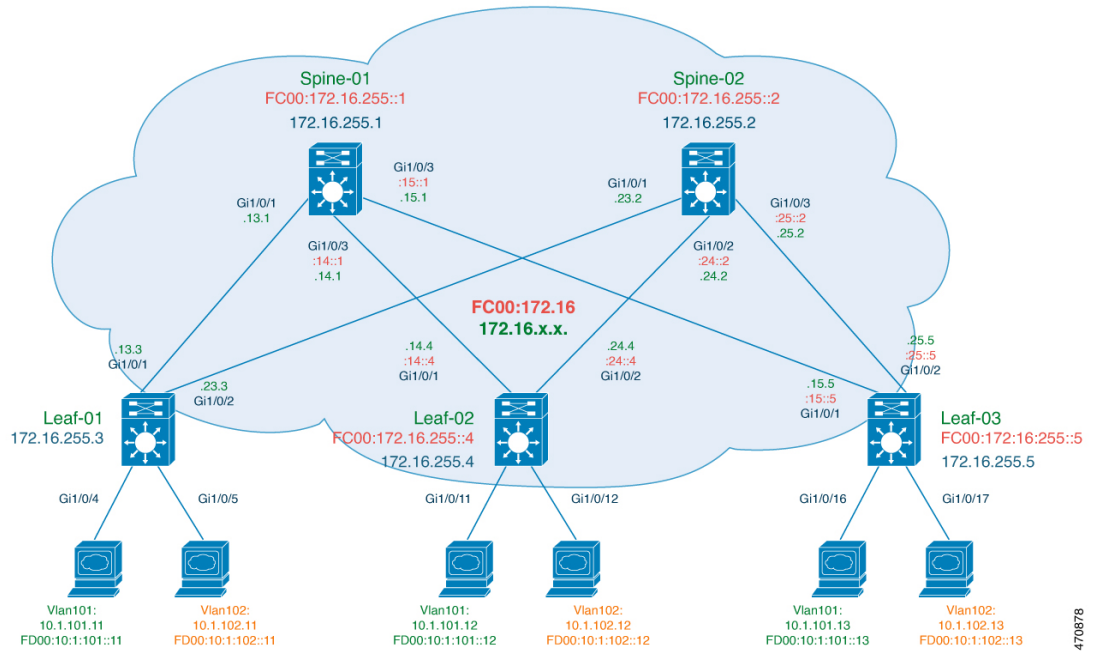 Spine-01
FC00:172.16.255::1
172.16.255.1
Spine-02
FC00:172.16.255::2
172.16.255.2
Gi1/0/1
.13.1
Gi1/0/3
:15::1
.15.1
Gi1/0/3
:14::1
.14.1
Gi1/0/1
.23.2
Gi1/0/3
:25::2
.25.2
Gi1/0/2
:24::2
.24.2
FC00:172.16
172.16.x.x.
.13.3
Gi1/0/1
.23.3
Gi1/0/2
.14.4
:14::4
Gi1/0/1
.24.4
:24::4
Gi1/0/2
.15.5
:15::5
Gi1/0/1
.25.5
:25::5
Gi1/0/2
Leaf-01
172.16.255.3
Leaf-02
FC00:172.16.255::4
172.16.255.4
Leaf-03
FC00:172:16:255::5
172.16.255.5
Gi1/0/4
Gi1/0/5
Gi1/0/11
Gi1/0/12
Gi1/0/16
Gi1/0/17
Vlan101:
10.1.101.11
FD00:10:1:101::11
Vlan102:
10.1.102.11
FD00:10:1:102::11
Vlan101:
10.1.101.12
FD00:10:1:101::12
Vlan102:
10.1.102.12
FD00:10:1:102::12
Vlan101:
10.1.101.13
FD00:10:1:101::13
Vlan102:
10.1.102.13
FD00:10:1:102::13
470878